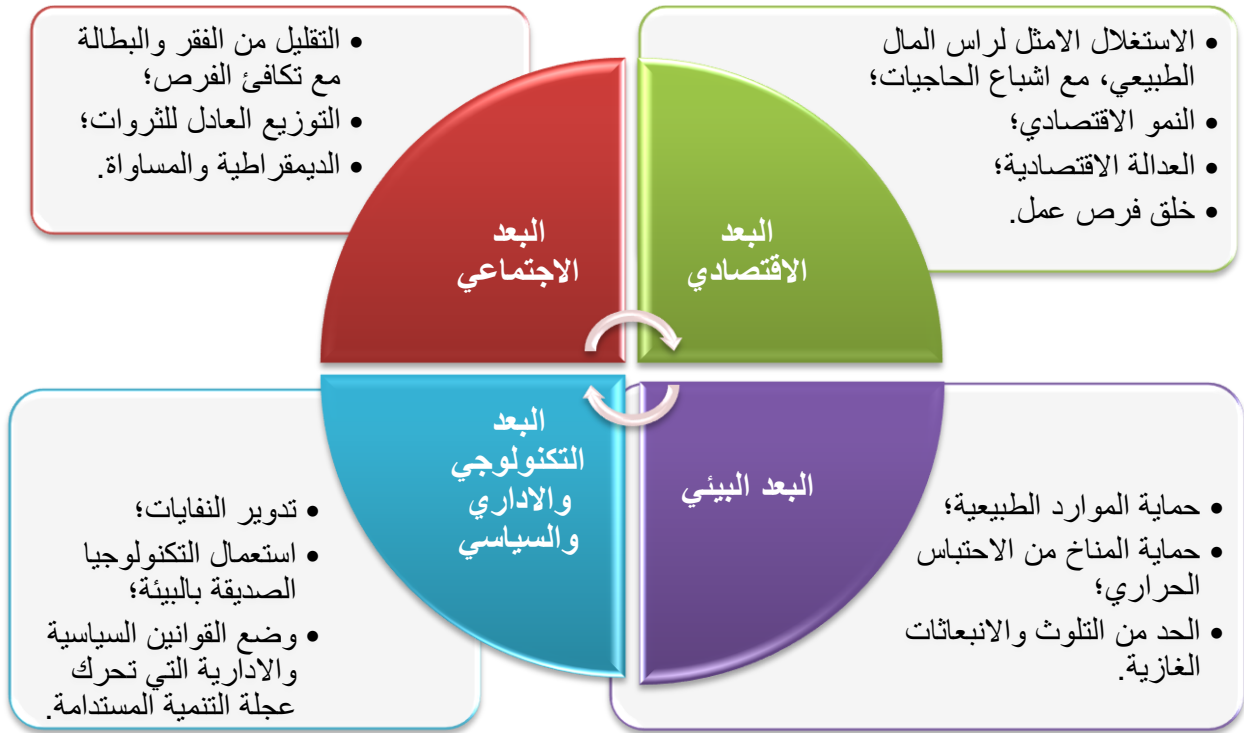 الاستغلال الامثل لراس المال
الطبيعي، مع اشباع الحاجيات؛
النمو الاقتصادي؛
العدالة الاقتصادية؛
خلق فرص عمل.
البعد
الاقتصادي
التقليل من الفقر والبطالة
مع تكافئ الفرص؛
التوزيع العادل للثروات؛
الديمقراطية والمساواة.
البعد
الاجتماعي
البعد البيئي
حماية الموارد الطبيعية؛
حماية المناخ من الاحتباس
الحراري؛
الحد من التلوث والانبعاثات
الغازية.
البعد
التكنولوجي
والاداري
والسياسي
تدوير النفايات؛
استعمال التكنولوجيا
الصديقة بالبيئة؛
وضع القوانين السياسية
والادارية التي تحرك
عجلة التنمية المستدامة.